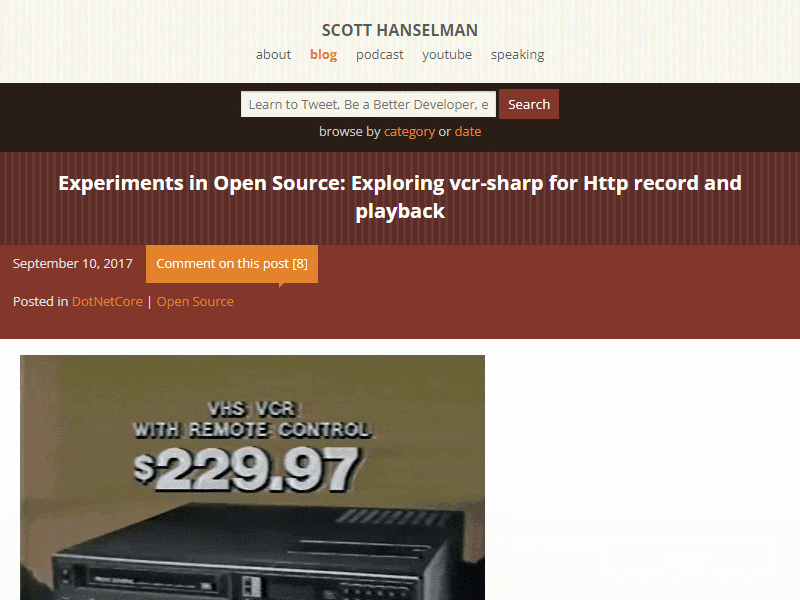 SCOTT HANSELMAN
about blog podcast youtube speaking
Learn to Tweet, Be a Better Developer, e
Search
browse by category or date
Experiments in Open Source: Exploring vcr-sharp for Http record and
playback
September 10, 2017
Comment on this post [8]
Posted in DotNetCore | Open Source
VHS VCR
WITH REMOTE CONTROL
$229.97